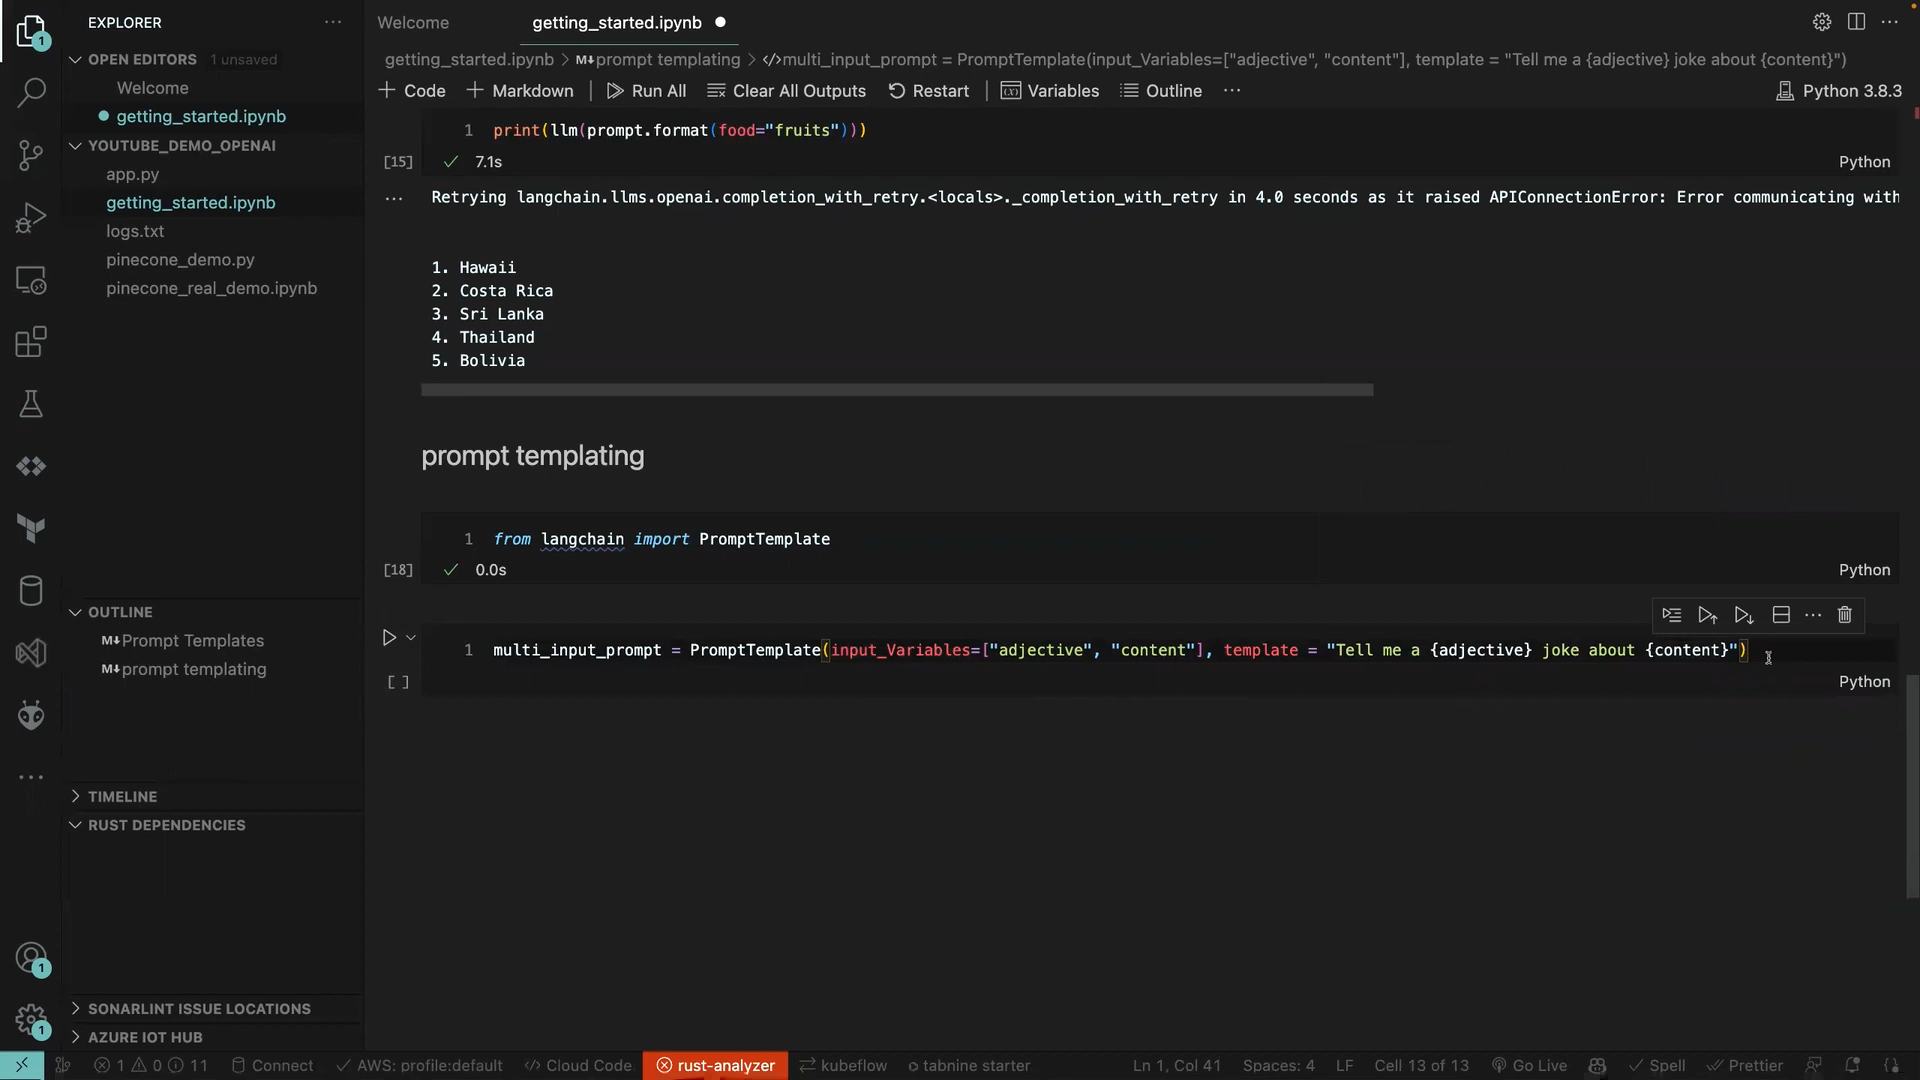 EXPLORER
Welcome
getting_started.ipynb
OPEN EDITORS 1 unsaved
getting_started.ipynb > M↓prompt templating > multi_input_prompt = PromptTemplate(input_Variables=["adjective", "content"], template = "Tell me a {adjective} joke about {content}")
Welcome
getting_started.ipynb
+ Code + Markdown Run All Clear All Outputs Restart Variables Outline ... Python 3.8.3
YOUTUBE_DEMO_OPENAI
app.py
getting_started.ipynb
logs.txt
pinecone_demo.py
pinecone_real_demo.ipynb
1 print(llm(prompt.format(food="fruits")))
[15] 7.1s Python
... Retrying langchain.llms.openai.completion_with_retry.<locals>._completion_with_retry in 4.0 seconds as it raised APIConnectionError: Error communicating with
1. Hawaii
2. Costa Rica
3. Sri Lanka
4. Thailand
5. Bolivia
prompt templating
1 from langchain import PromptTemplate
[18] 0.0s Python
1 multi_input_prompt = PromptTemplate(input_Variables=["adjective", "content"], template = "Tell me a {adjective} joke about {content}")
[ ] Python
OUTLINE
M↓Prompt Templates
M↓prompt templating
TIMELINE
RUST DEPENDENCIES
SONARLINT ISSUE LOCATIONS
AZURE IOT HUB
1
1
1
1 0 11 Connect AWS: profile:default Cloud Code rust-analyzer kubeflow tabnine starter Ln 1, Col 41 Spaces: 4 LF Cell 13 of 13 Go Live Spell Prettier